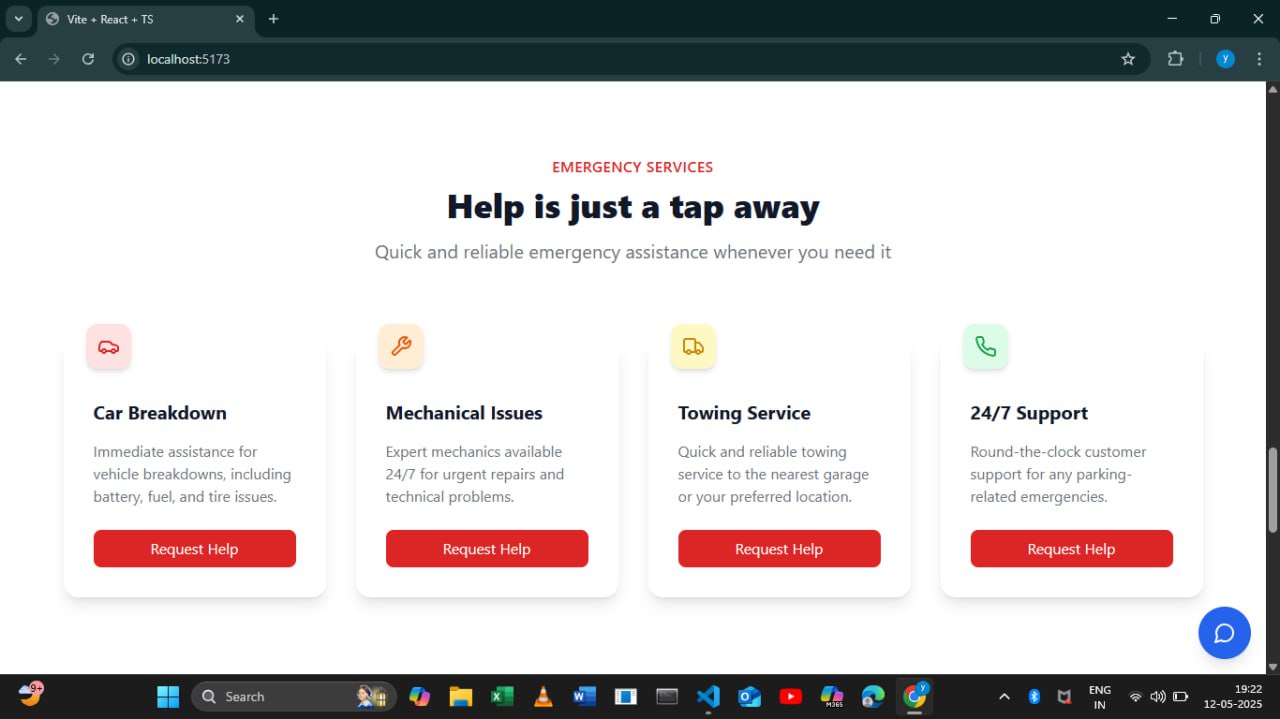 Vite + React + TS
localhost:5173
y
EMERGENCY SERVICES
Help is just a tap away
Quick and reliable emergency assistance whenever you need it
Car Breakdown
Immediate assistance for
vehicle breakdowns, including
battery, fuel, and tire issues.
Request Help
Mechanical Issues
Expert mechanics available
24/7 for urgent repairs and
technical problems.
Request Help
Towing Service
Quick and reliable towing
service to the nearest garage
or your preferred location.
Request Help
24/7 Support
Round-the-clock customer
support for any parking-
related emergencies.
Request Help
9+
Search
M365
y
ENG
IN
19:22
12-05-2025